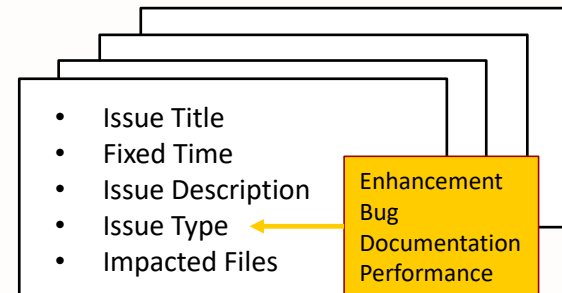 • Issue Title
• Fixed Time
• Issue Description
• Issue Type
• Impacted Files
Enhancement
Bug
Documentation
Performance